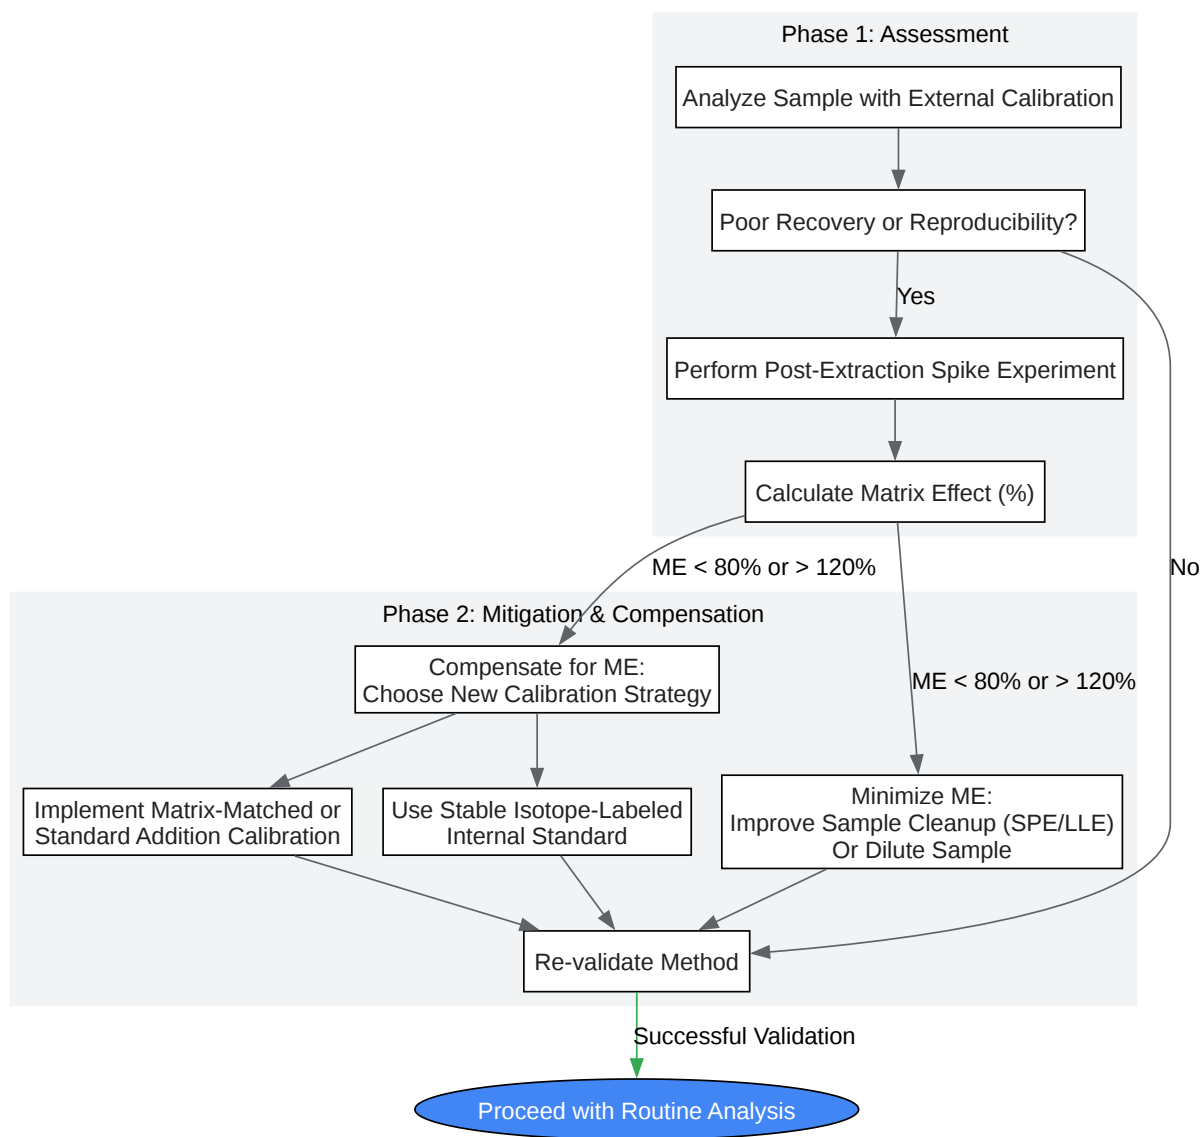 Phase 1: Assessment
Analyze Sample with External Calibration
Poor Recovery or Reproducibility?
Yes
Perform Post-Extraction Spike Experiment
Calculate Matrix Effect (%)
ME < 80% or > 120%
No
Phase 2: Mitigation & Compensation
Compensate for ME:
Choose New Calibration Strategy
ME < 80% or > 120%
Implement Matrix-Matched or
Standard Addition Calibration
Use Stable Isotope-Labeled
Internal Standard
Minimize ME:
Improve Sample Cleanup (SPE/LLE)
Or Dilute Sample
Re-validate Method
Successful Validation
Proceed with Routine Analysis